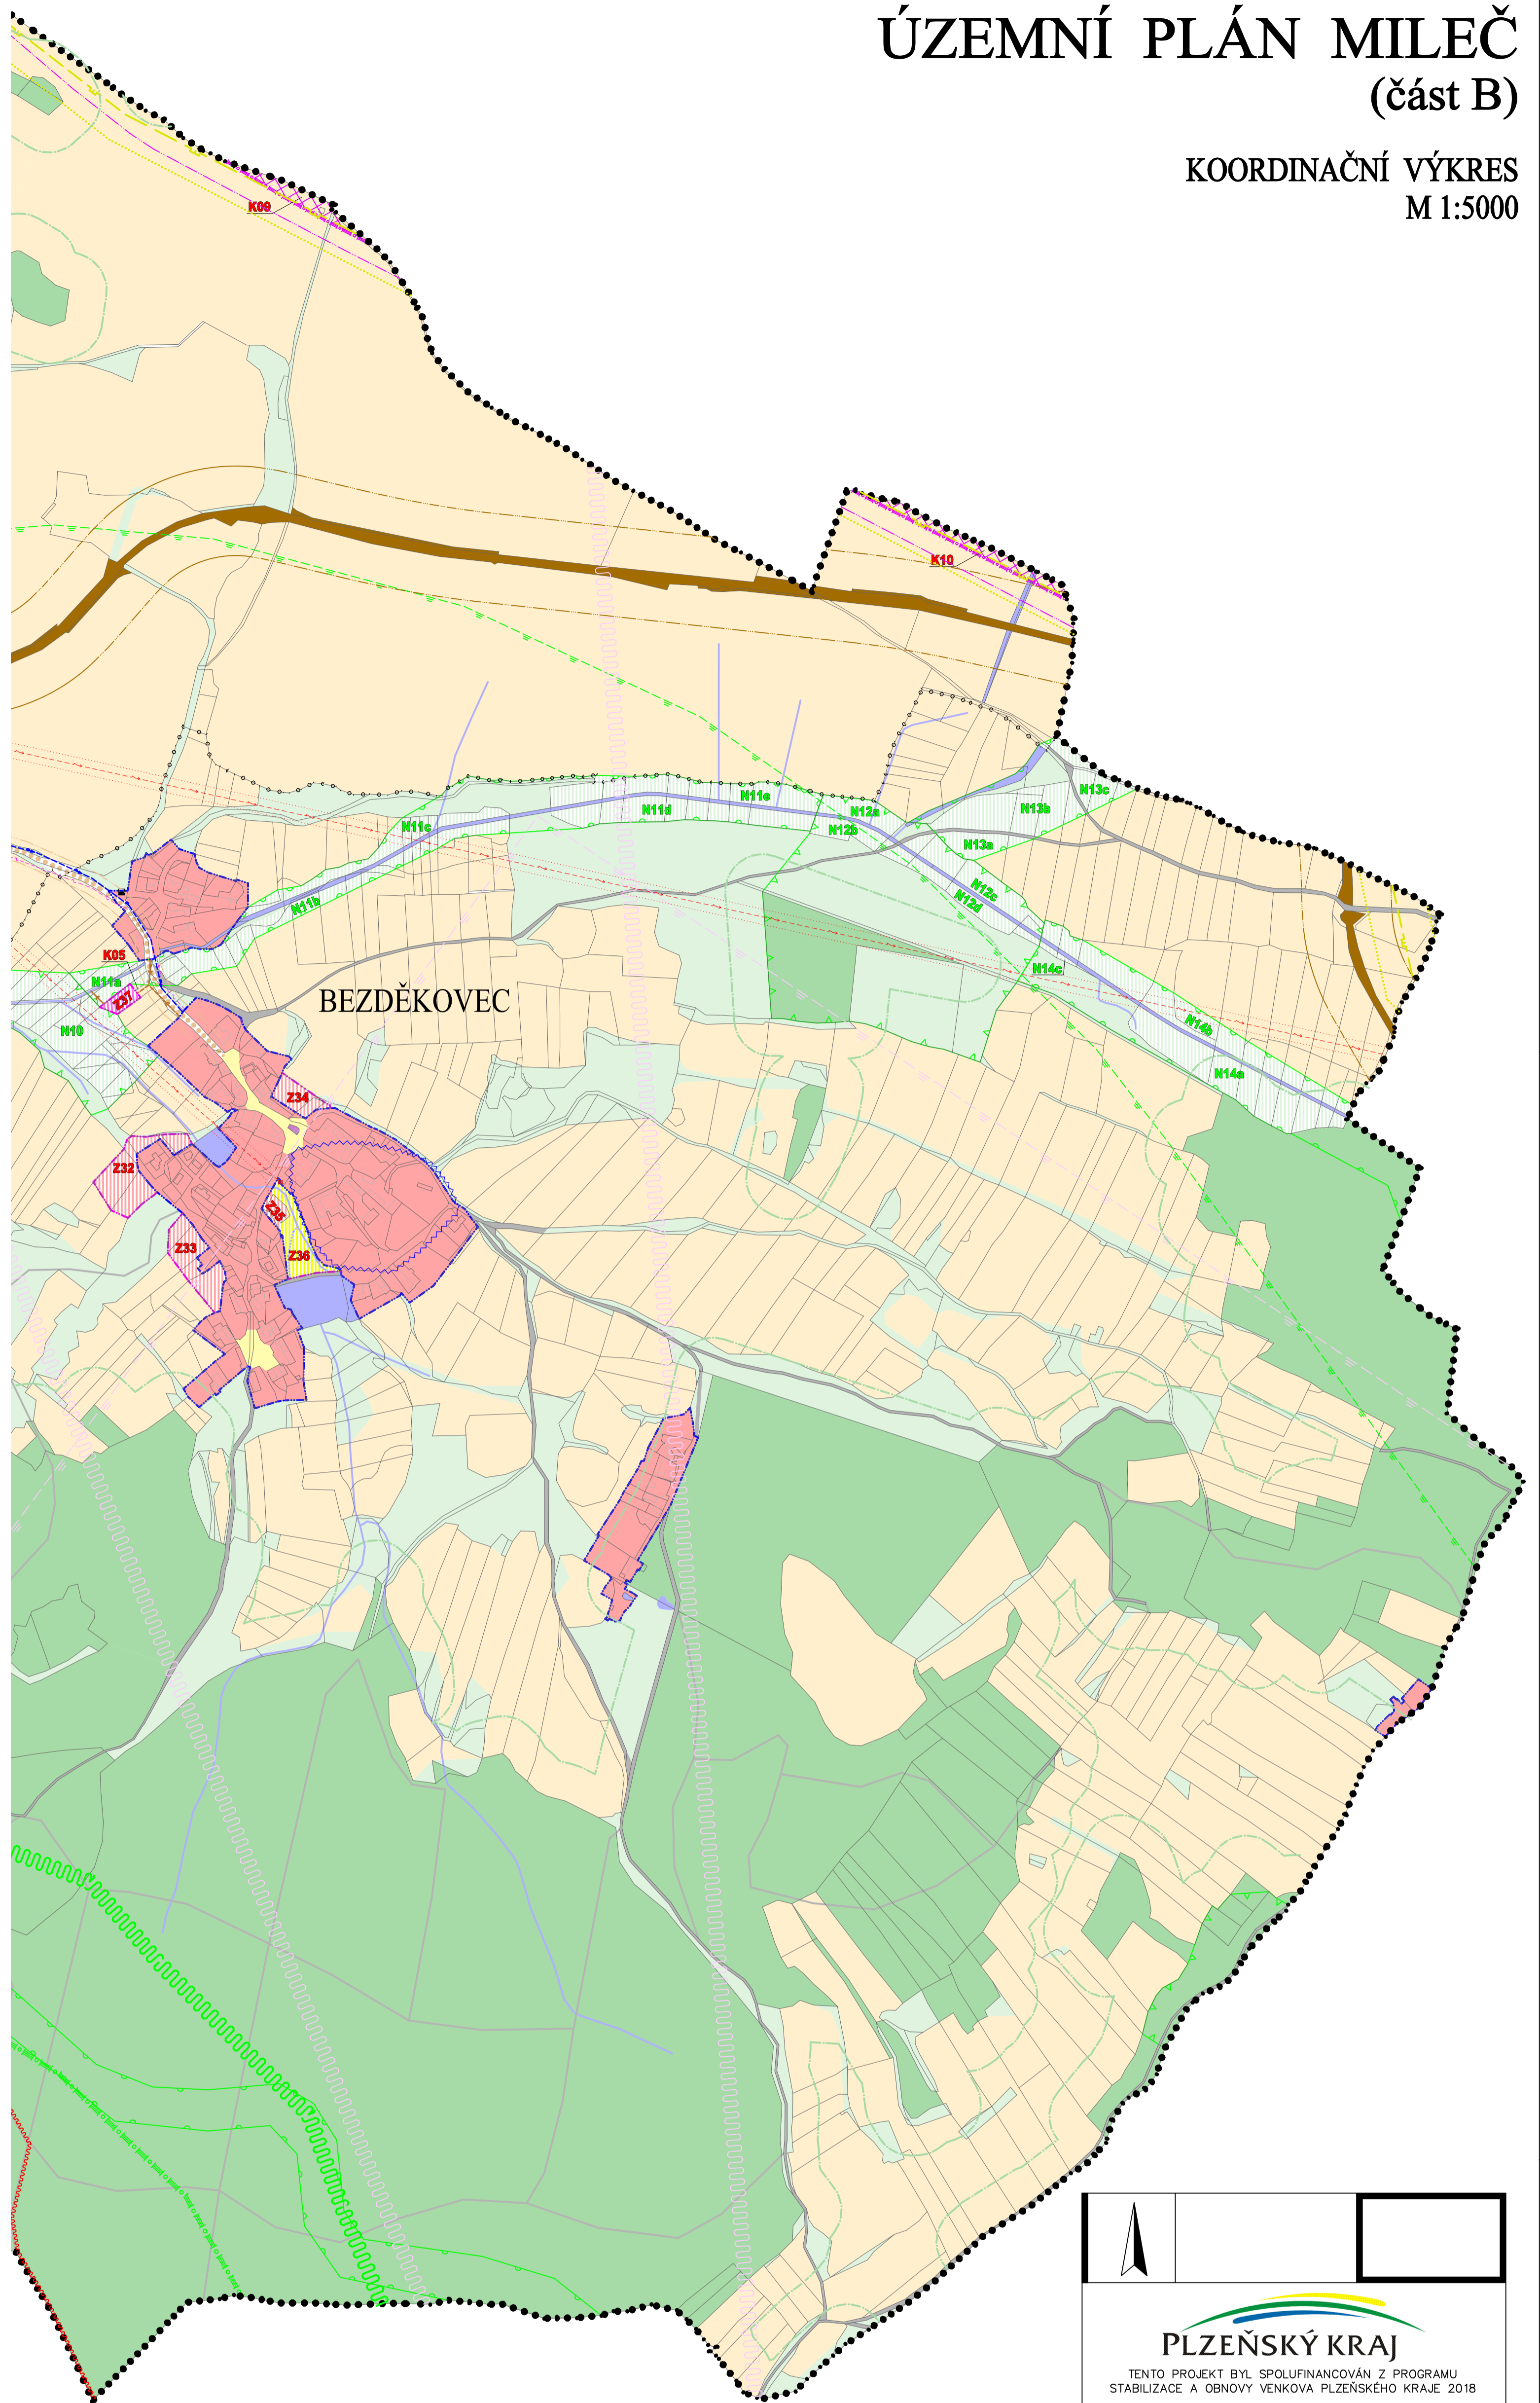 ÚZEMNÍ PLÁN MILEČ
(část B)
KOORDINAČNÍ VÝKRES
M 1:5000
K09
K10
N13c
N11e
N11d
N12a
N13b
N11c
N12b
N13a
N12c
N11b
N12d
K05
N14c
N11a
Z37
BEZDĚKOVEC
N10
N14b
N14a
Z34
Z32
Z35
Z33
Z36
PLZEŇSKÝ KRAJ
TENTO PROJEKT BYL SPOLUFINANCOVÁN Z PROGRAMU
STABILIZACE A OBNOVY VENKOVA PLZEŇSKÉHO KRAJE 2018